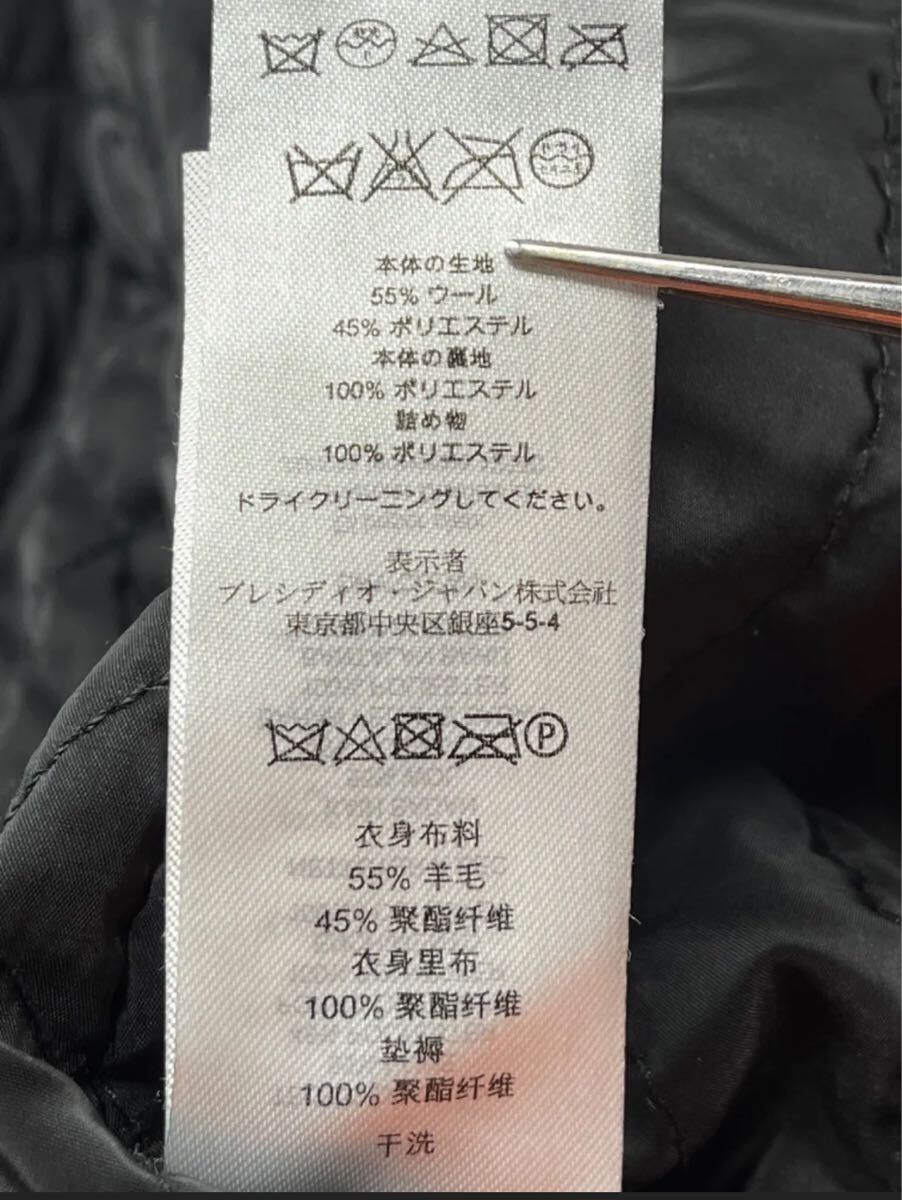 本体の生地
55% ウール
45% ポリエステル
本体の裏地
100% ポリエステル
詰め物
100% ポリエステル
ドライクリーニングしてください。
表示者
プレシディオ・ジャパン株式会社
東京都中央区銀座5-5-4
P
衣身布料
55% 羊毛
45% 聚酯纤维
衣身里布
100% 聚酯纤维
垫褥
100% 聚酯纤维
干洗